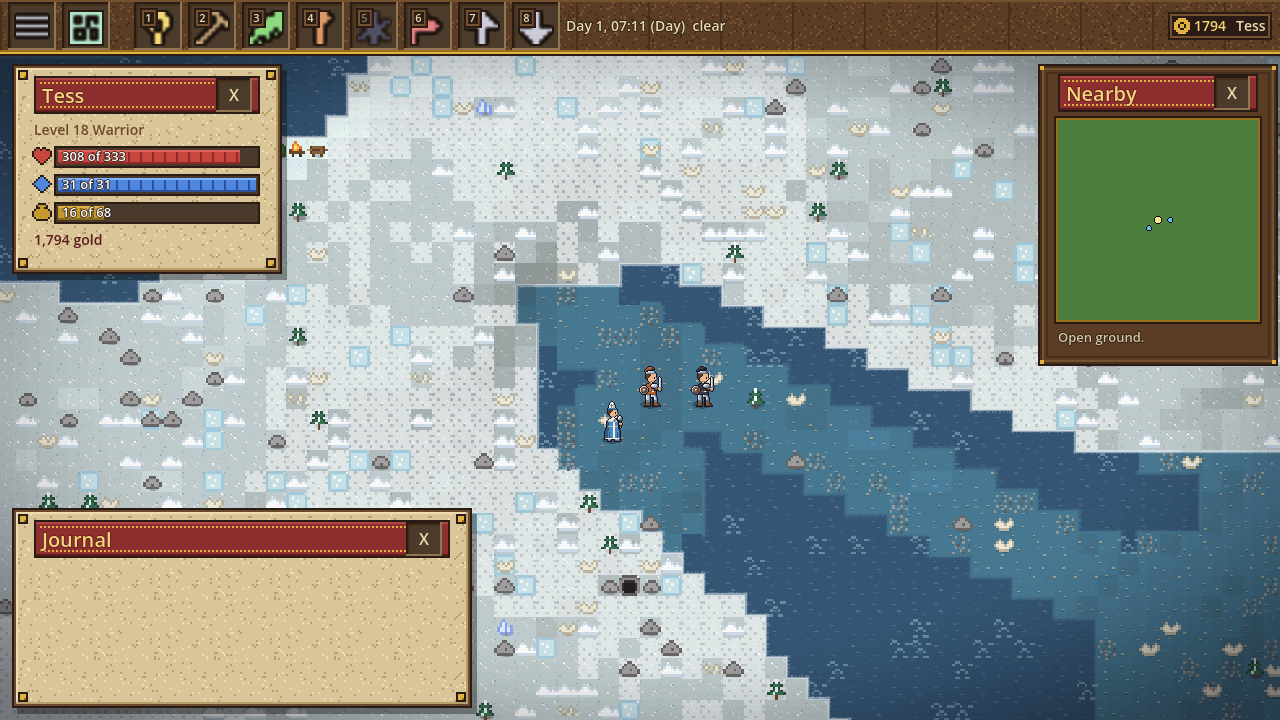 1 2 3 4 5 6 7 8 Day 1, 07:11 (Day) clear 1794 Tess
Tess X
Level 18 Warrior
308 of 333
31 of 31
16 of 68
1,794 gold
Nearby X
Open ground.
Journal X